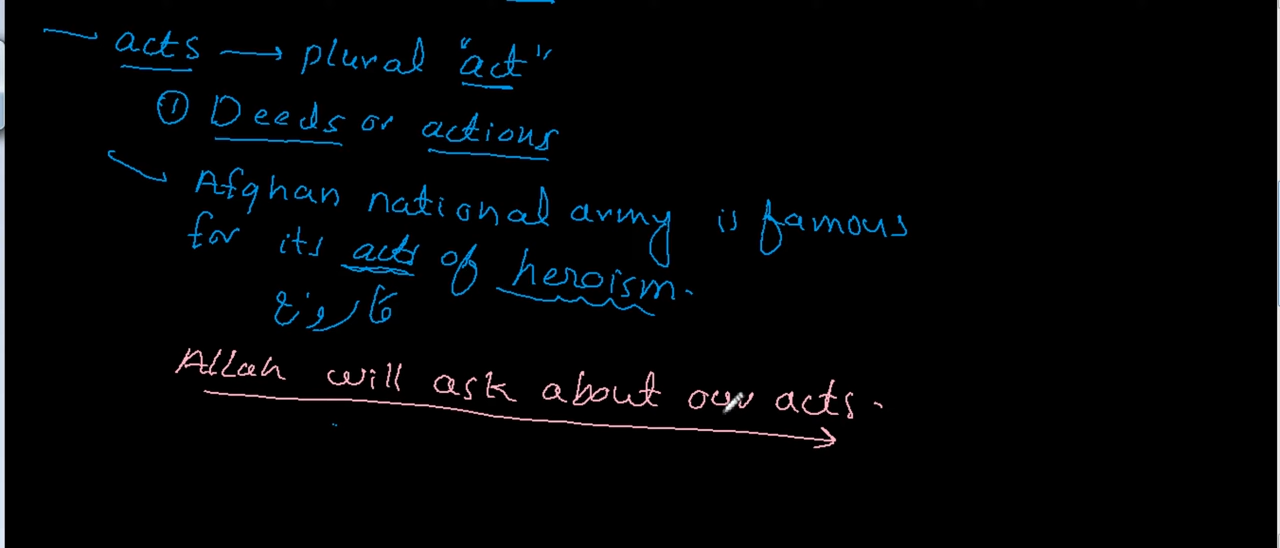 acts → plural "act"
① Deeds or actions
Afghan national army is famous
for its acts of heroism.
Allah will ask about our acts.